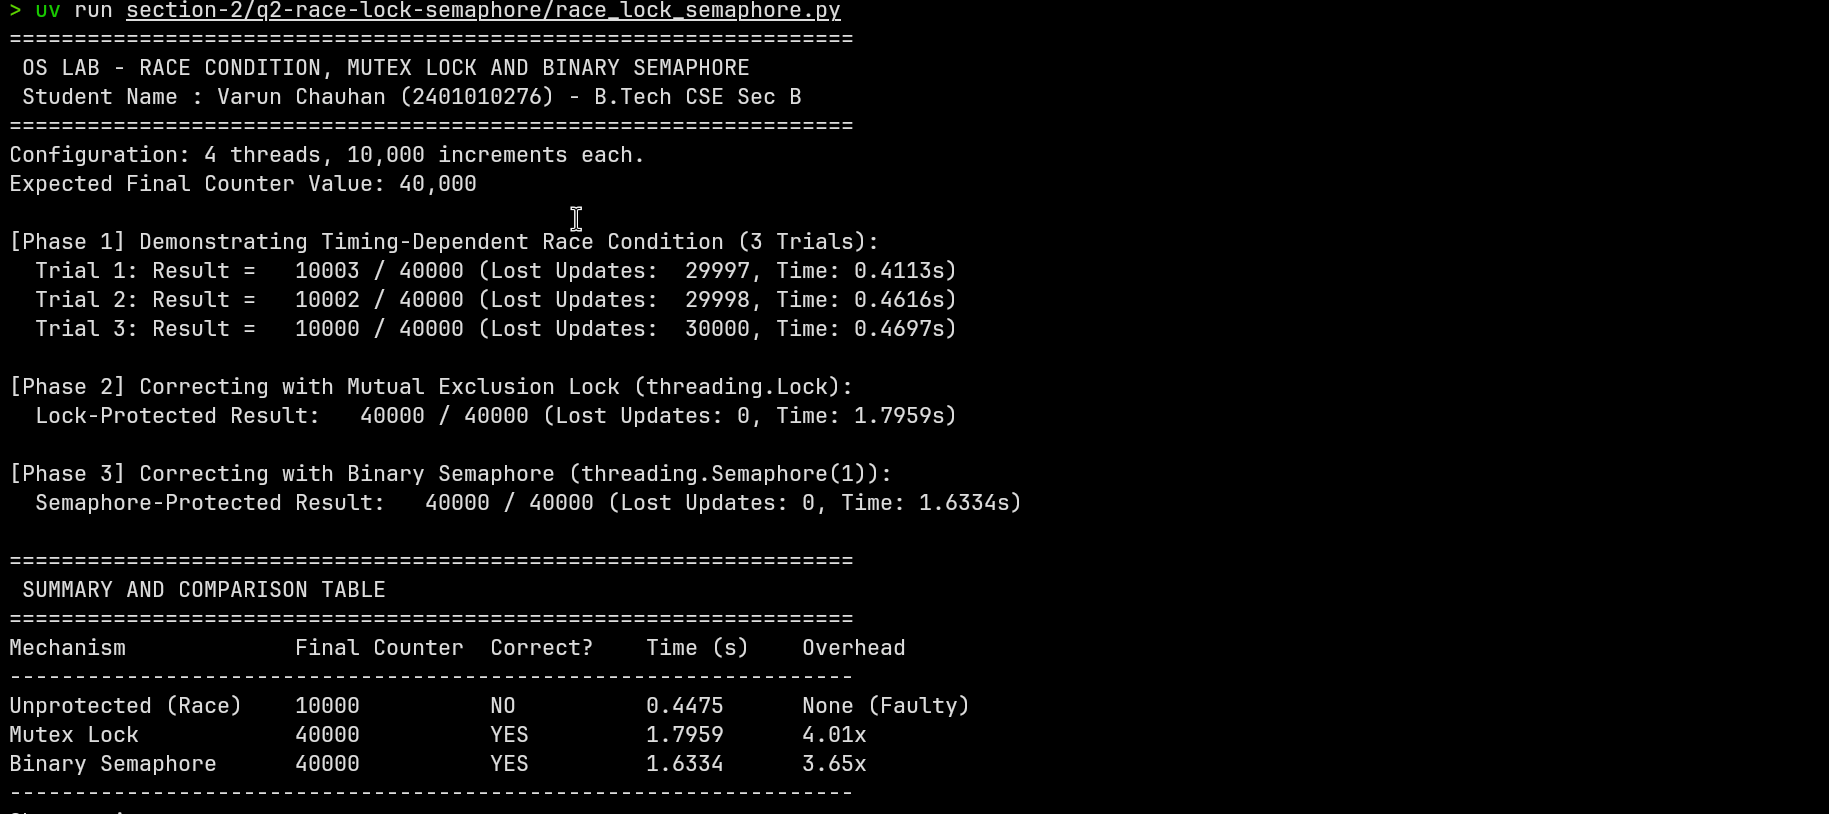 > uv run section-2/q2-race-lock-semaphore/race_lock_semaphore.py
=================================================================
OS LAB - RACE CONDITION, MUTEX LOCK AND BINARY SEMAPHORE
Student Name : Varun Chauhan (2401010276) - B.Tech CSE Sec B
=================================================================
Configuration: 4 threads, 10,000 increments each.
Expected Final Counter Value: 40,000
[Phase 1] Demonstrating Timing-Dependent Race Condition (3 Trials):
Trial 1: Result =   10003 / 40000 (Lost Updates:  29997, Time: 0.4113s)
Trial 2: Result =   10002 / 40000 (Lost Updates:  29998, Time: 0.4616s)
Trial 3: Result =   10000 / 40000 (Lost Updates:  30000, Time: 0.4697s)
[Phase 2] Correcting with Mutual Exclusion Lock (threading.Lock):
Lock-Protected Result:   40000 / 40000 (Lost Updates: 0, Time: 1.7959s)
[Phase 3] Correcting with Binary Semaphore (threading.Semaphore(1)):
Semaphore-Protected Result:   40000 / 40000 (Lost Updates: 0, Time: 1.6334s)
=================================================================
SUMMARY AND COMPARISON TABLE
=================================================================
Mechanism             Final Counter  Correct?    Time (s)    Overhead
-----------------------------------------------------------------
Unprotected (Race)    10000          NO          0.4475      None (Faulty)
Mutex Lock            40000          YES         1.7959      4.01x
Binary Semaphore      40000          YES         1.6334      3.65x
-----------------------------------------------------------------